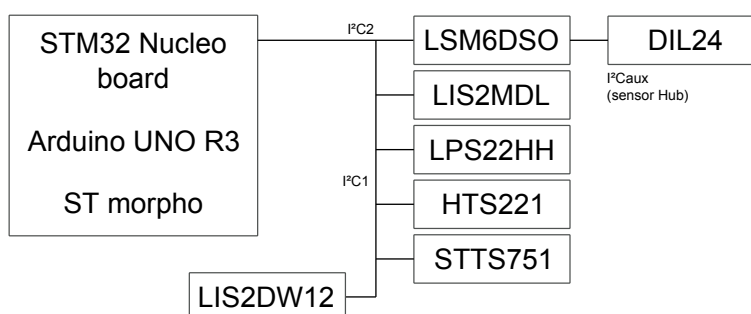 STM32 Nucleo
board
Arduino UNO R3
ST morpho
I²C2
LSM6DSO
DIL24
I²Caux
(sensor Hub)
LIS2MDL
LPS22HH
I²C1
HTS221
STTS751
LIS2DW12